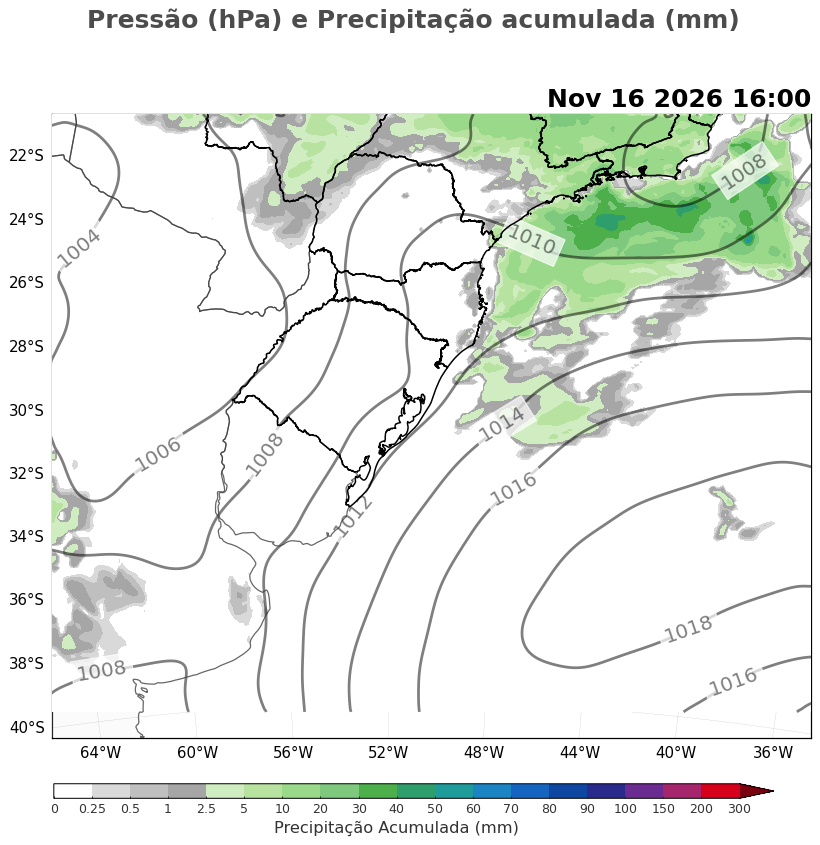 Pressão (hPa) e Precipitação acumulada (mm)
Nov 16 2026 16:00
22°S
24°S
26°S
28°S
30°S
32°S
34°S
36°S
38°S
40°S
1004
1006
1008
1008
1010
1012
1014
1016
1018
1016
1008
64°W 60°W 56°W 52°W 48°W 44°W 40°W 36°W
0 0.25 0.5 1 2.5 5 10 20 30 40 50 60 70 80 90 100 150 200 300
Precipitação Acumulada (mm)